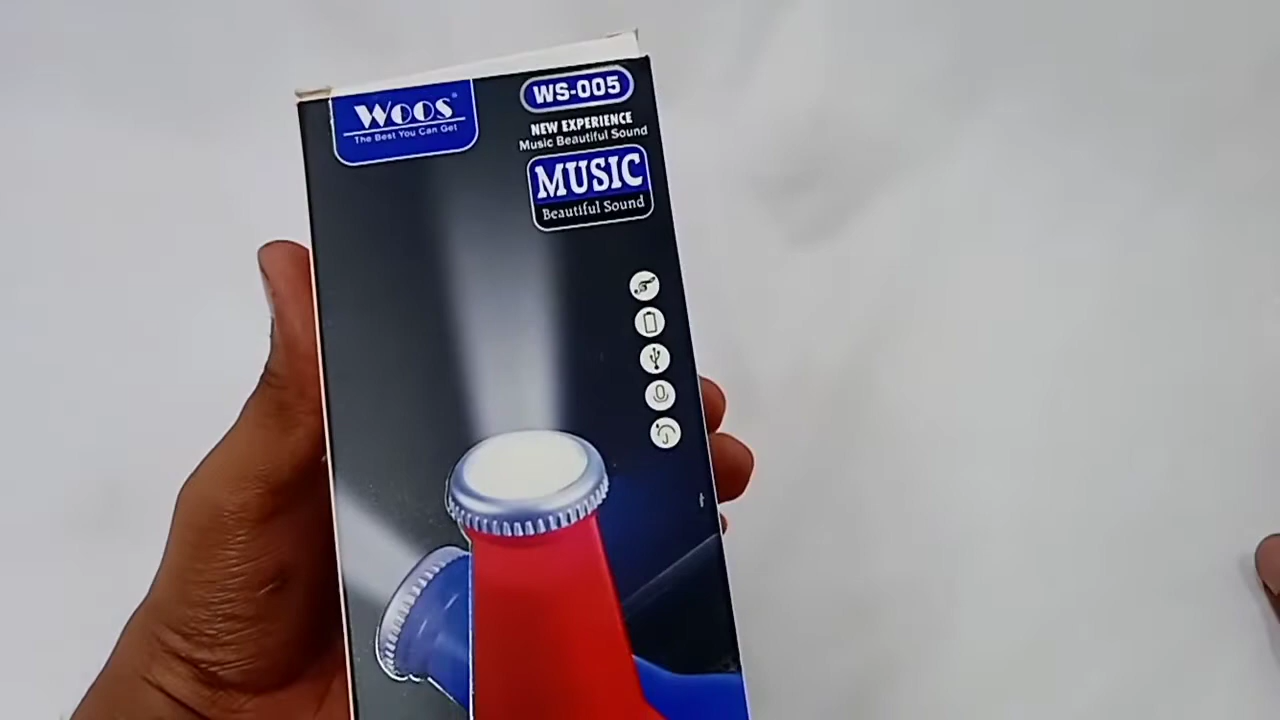 WOOS
The Best You Can Get
WS-005
NEW EXPERIENCE
Music Beautiful Sound
MUSIC
Beautiful Sound